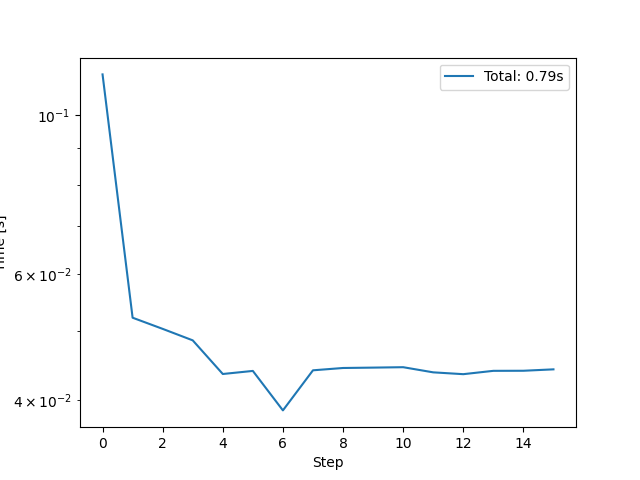 Total: 0.79s
10⁻¹
6 × 10⁻²
4 × 10⁻²
Time [s]
0 2 4 6 8 10 12 14
Step